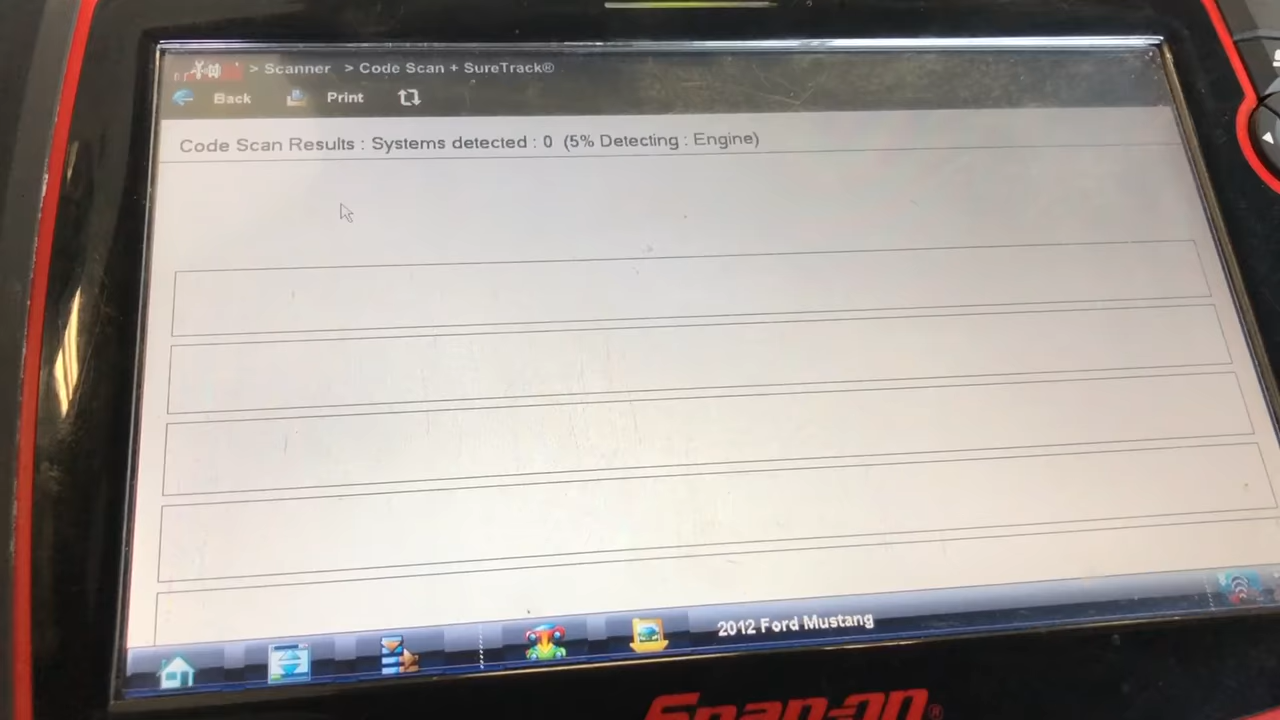 > Scanner > Code Scan + SureTrack®
Back Print
Code Scan Results : Systems detected : 0 (5% Detecting : Engine)
2012 Ford Mustang
Snap-on®